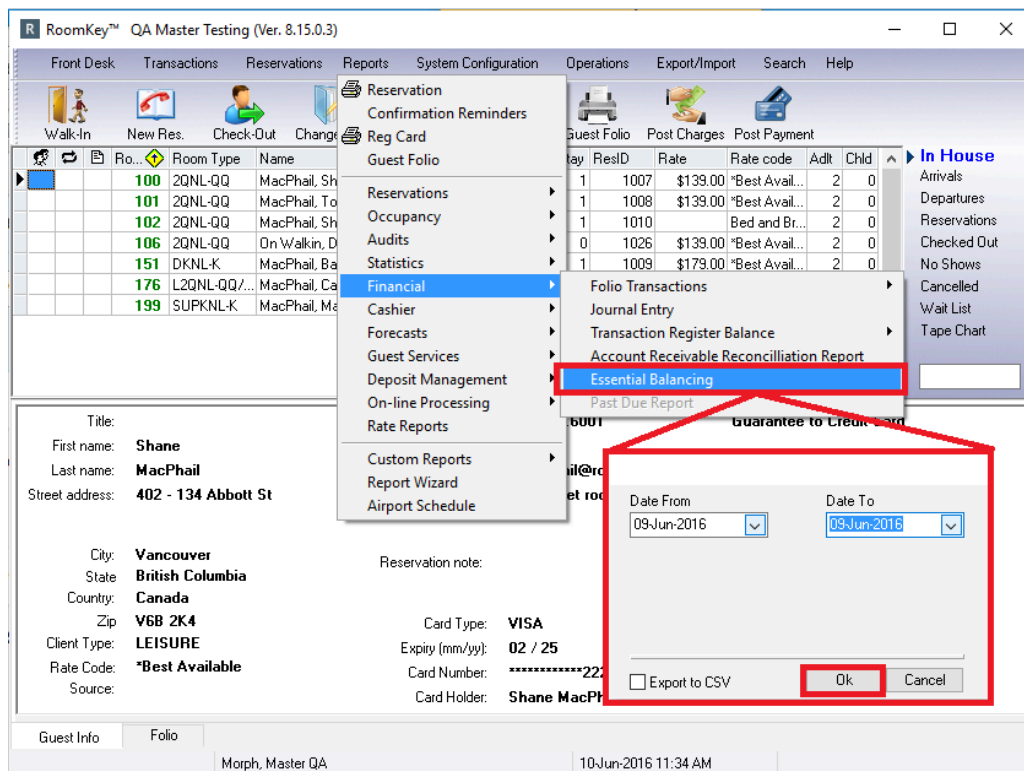 R RoomKey™ QA Master Testing (Ver. 8.15.0.3)
Front Desk Transactions Reservations Reports System Configuration Operations Export/Import Search Help
Walk-In New Res. Check-Out Change Guest Folio Post Charges Post Payment
Reservation
Confirmation Reminders
Reg Card
Guest Folio
Reservations
Occupancy
Audits
Statistics
Financial
Cashier
Forecasts
Guest Services
Deposit Management
On-line Processing
Rate Reports
Custom Reports
Report Wizard
Airport Schedule
Folio Transactions
Journal Entry
Transaction Register Balance
Account Receivable Reconcilliation Report
Essential Balancing
Past Due Report
Ro... Room Type Name tay ResID Rate Rate code Adlt Chld
100 2QNL-QQ MacPhail, Sh 1 1007 $139.00 *Best Avail... 2 0
101 2QNL-QQ MacPhail, To 1 1008 $139.00 *Best Avail... 2 0
102 2QNL-QQ MacPhail, Sh 1 1010 Bed and Br... 2 0
106 2QNL-QQ On Walkin, D 0 1026 $139.00 *Best Avail... 2 0
151 DKNL-K MacPhail, Ba 1 1009 $179.00 *Best Avail... 2 0
176 L2QNL-QQ/... MacPhail, Ca
199 SUPKNL-K MacPhail, Ma
In House
Arrivals
Departures
Reservations
Checked Out
No Shows
Cancelled
Wait List
Tape Chart
Title:
First name: Shane
Last name: MacPhail
Street address: 402 - 134 Abbott St
City: Vancouver
State British Columbia
Country: Canada
Zip V6B 2K4
Client Type: LEISURE
Rate Code: *Best Available
Source:
6001 Guarantee to Credit Card
il@ro
et roo
Reservation note:
Card Type: VISA
Expiry (mm/yy): 02 / 25
Card Number: ************222
Card Holder: Shane MacPh
Date From Date To
09-Jun-2016 09-Jun-2016
Export to CSV Ok Cancel
Guest Info Folio
Morph, Master QA 10-Jun-2016 11:34 AM